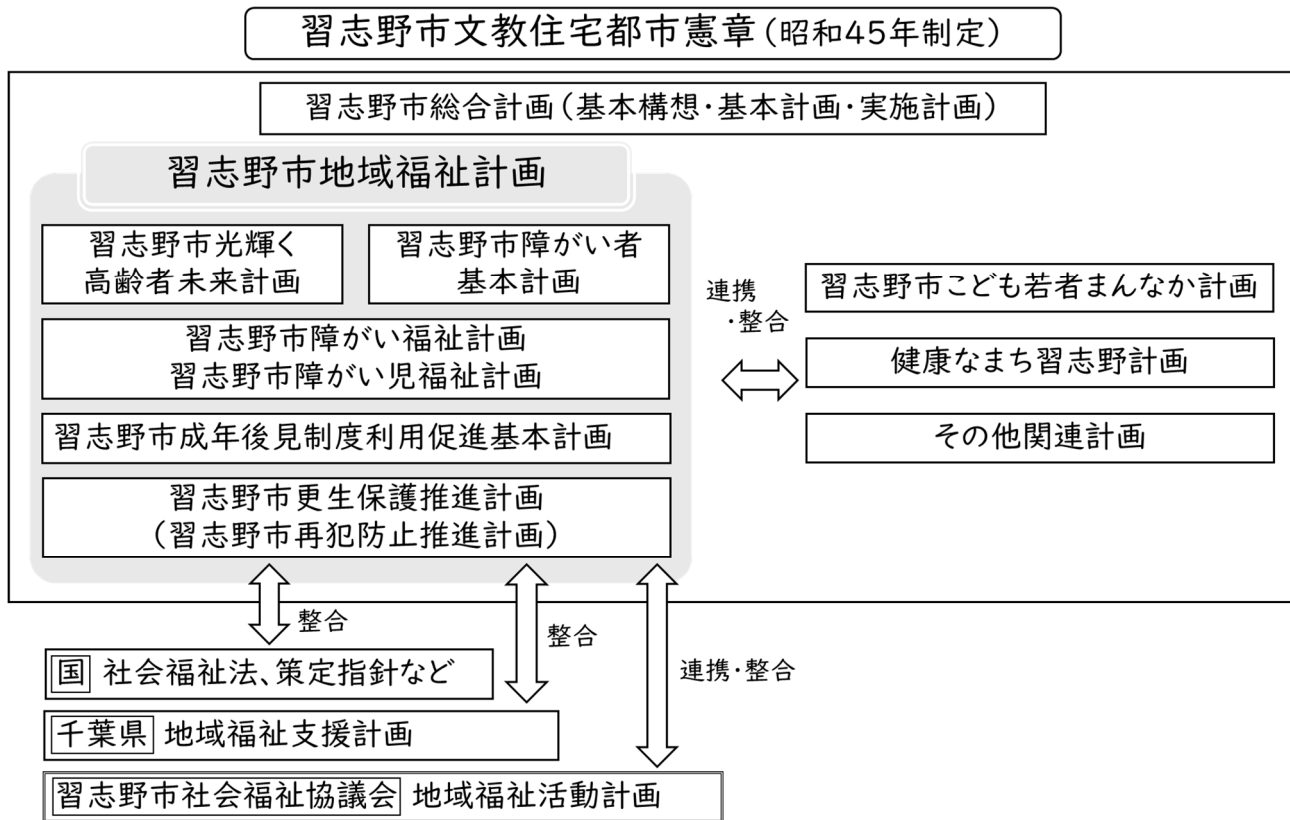 習志野市文教住宅都市憲章(昭和45年制定)
習志野市総合計画(基本構想・基本計画・実施計画)
習志野市地域福祉計画
習志野市光輝く
高齢者未来計画
習志野市障がい者
基本計画
習志野市障がい福祉計画
習志野市障がい児福祉計画
習志野市成年後見制度利用促進基本計画
習志野市更生保護推進計画
(習志野市再犯防止推進計画)
連携
・整合
習志野市こども若者まんなか計画
健康なまち習志野計画
その他関連計画
整合
整合
連携・整合
国 社会福祉法、策定指針など
千葉県 地域福祉支援計画
習志野市社会福祉協議会 地域福祉活動計画